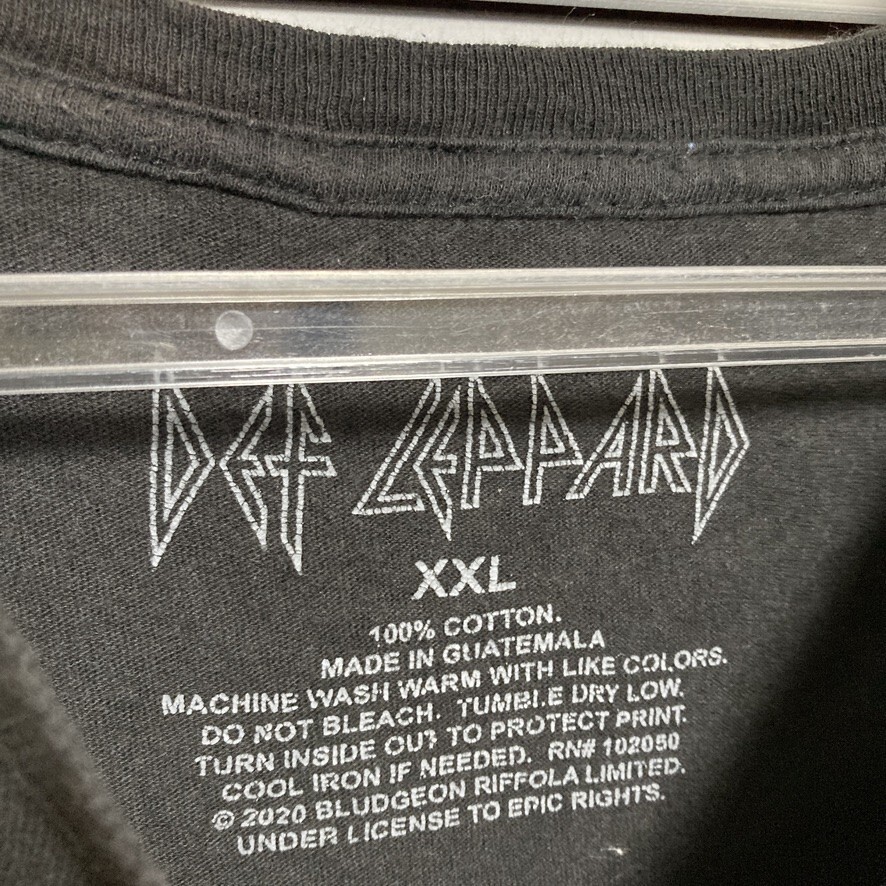 DEF LEPPARD
XXL
100% COTTON.
MADE IN GUATEMALA
MACHINE WASH WARM WITH LIKE COLORS.
DO NOT BLEACH. TUMBLE DRY LOW.
TURN INSIDE OUT TO PROTECT PRINT.
COOL IRON IF NEEDED. RN# 102050
© 2020 BLUDGEON RIFFOLA LIMITED.
UNDER LICENSE TO EPIC RIGHTS.